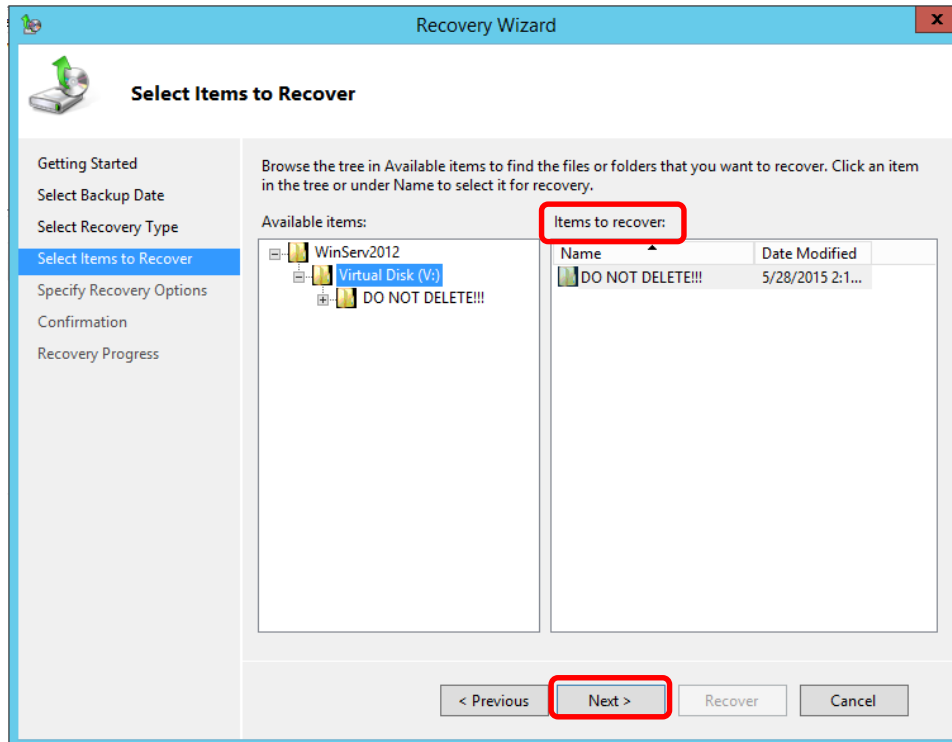 Recovery Wizard
x
Select Items to Recover
Getting Started
Select Backup Date
Select Recovery Type
Select Items to Recover
Specify Recovery Options
Confirmation
Recovery Progress
Browse the tree in Available items to find the files or folders that you want to recover. Click an item
in the tree or under Name to select it for recovery.
Available items:
WinServ2012
Virtual Disk (V:)
DO NOT DELETE!!!
Items to recover:
Name Date Modified
DO NOT DELETE!!! 5/28/2015 2:1...
< Previous Next > Recover Cancel